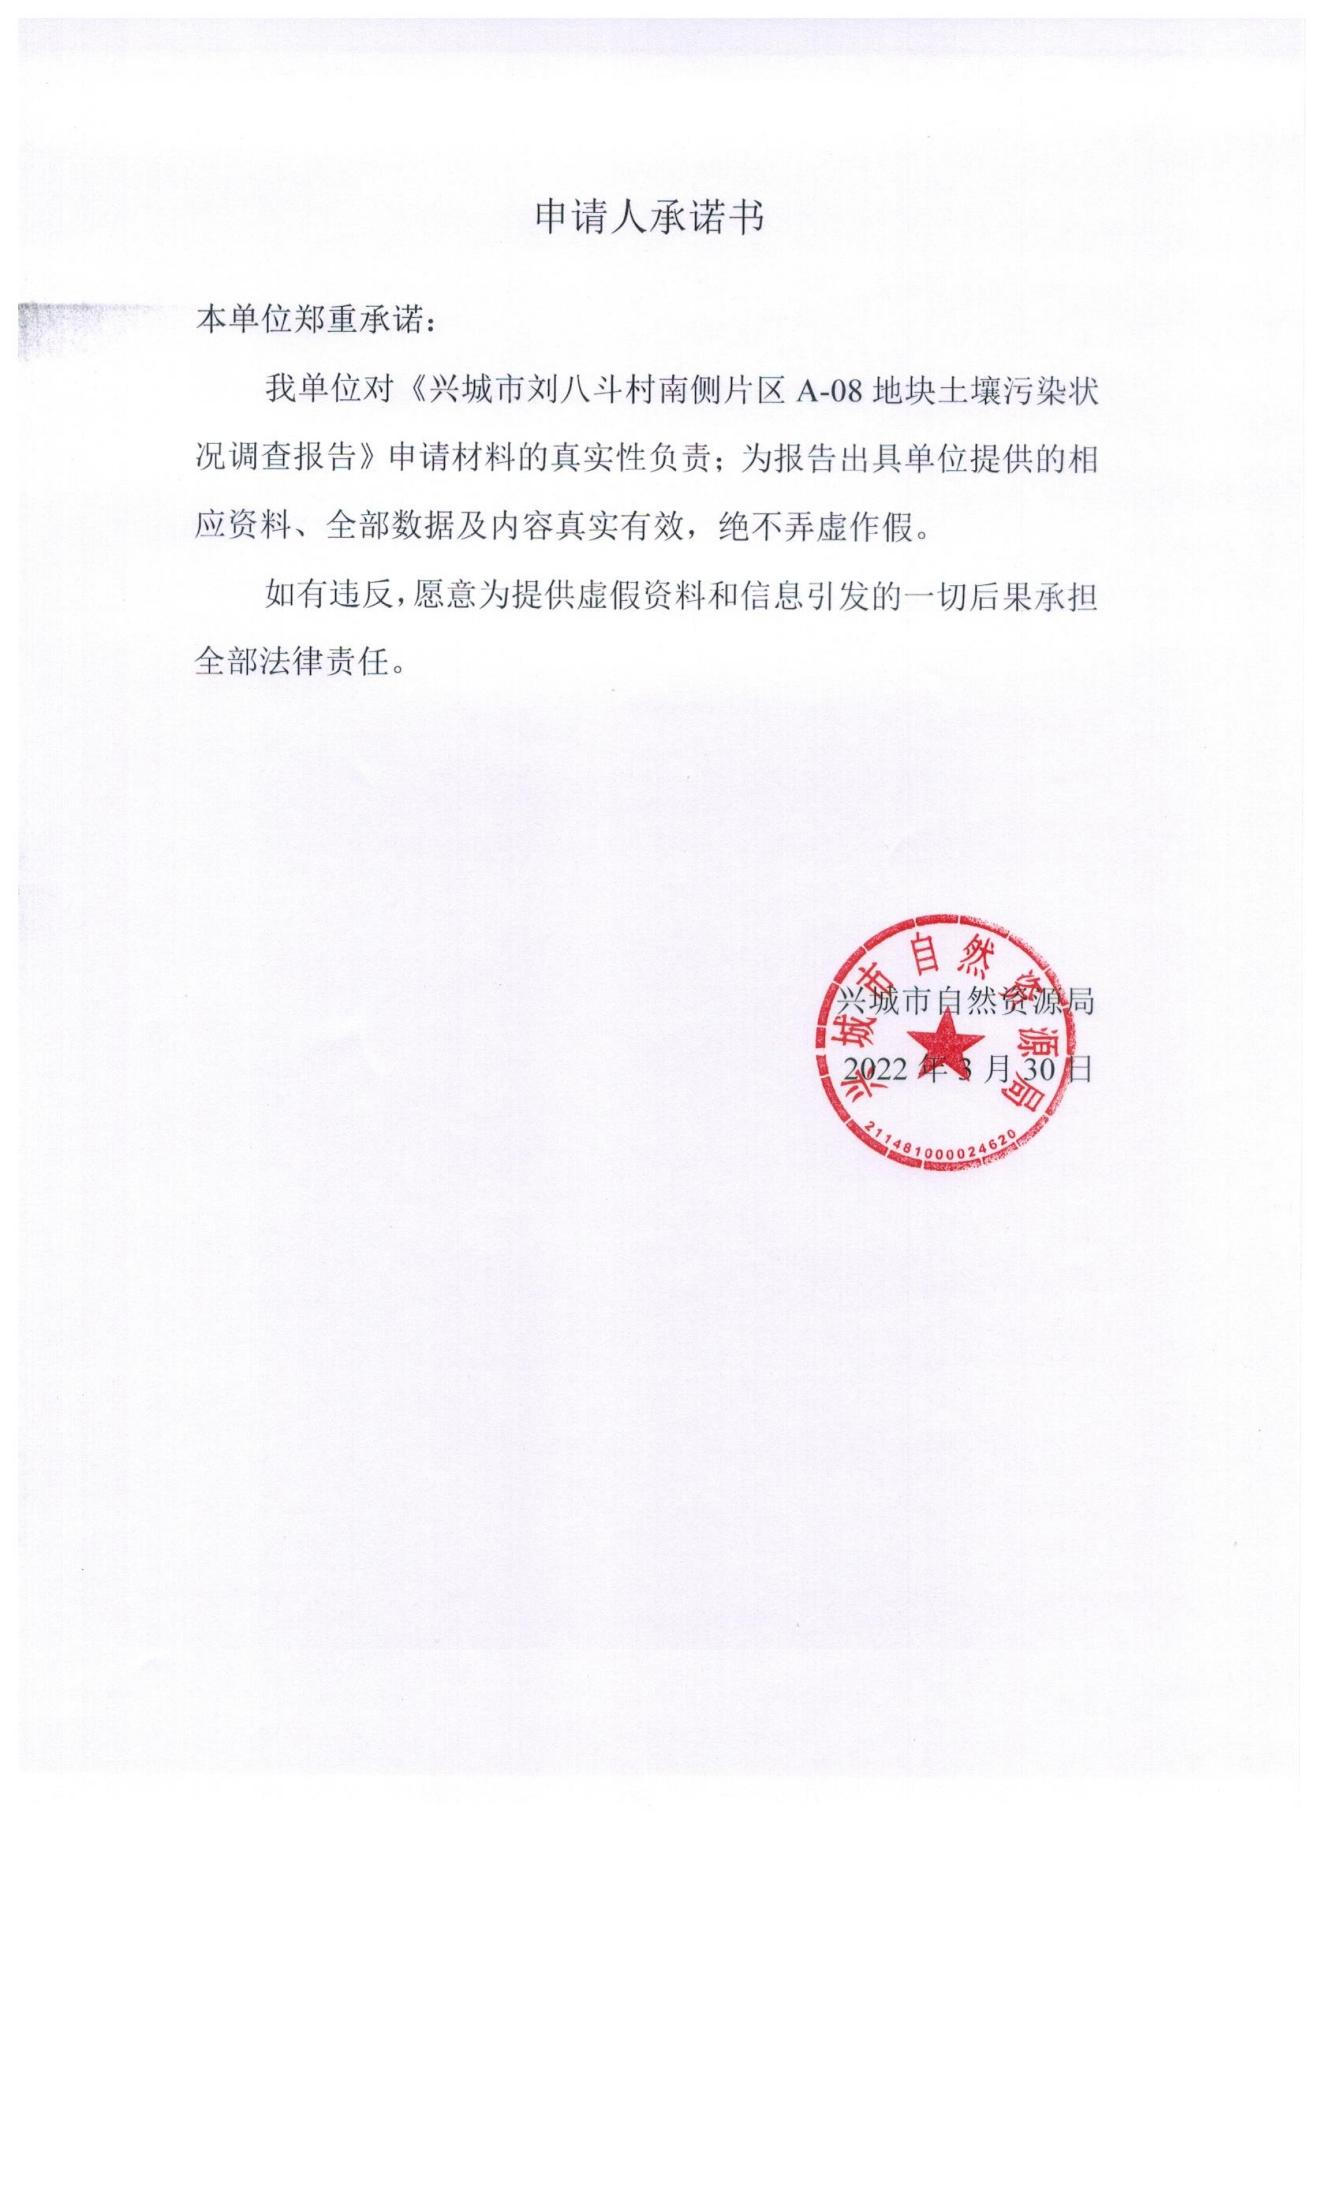 申请人承诺书
本单位郑重承诺：
我单位对《兴城市刘八斗村南侧片区 A-08 地块土壤污染状
况调查报告》申请材料的真实性负责；为报告出具单位提供的相
应资料、全部数据及内容真实有效，绝不弄虚作假。
如有违反，愿意为提供虚假资料和信息引发的一切后果承担
全部法律责任。
兴城市自然资源局
2022 年 3 月 30 日
兴城市自然资源局
211481000024620